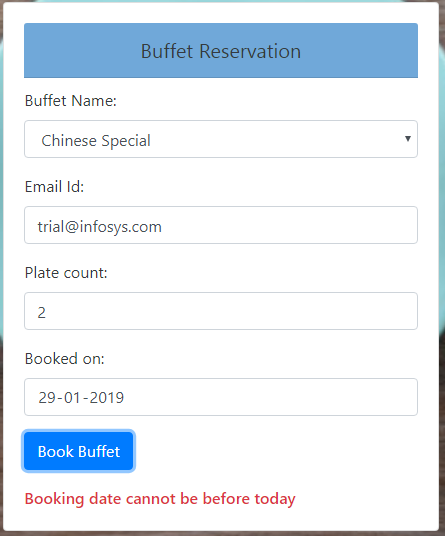 Buffet Reservation
Buffet Name:
Chinese Special
Email Id:
trial@infosys.com
Plate count:
2
Booked on:
29-01-2019
Book Buffet
Booking date cannot be before today